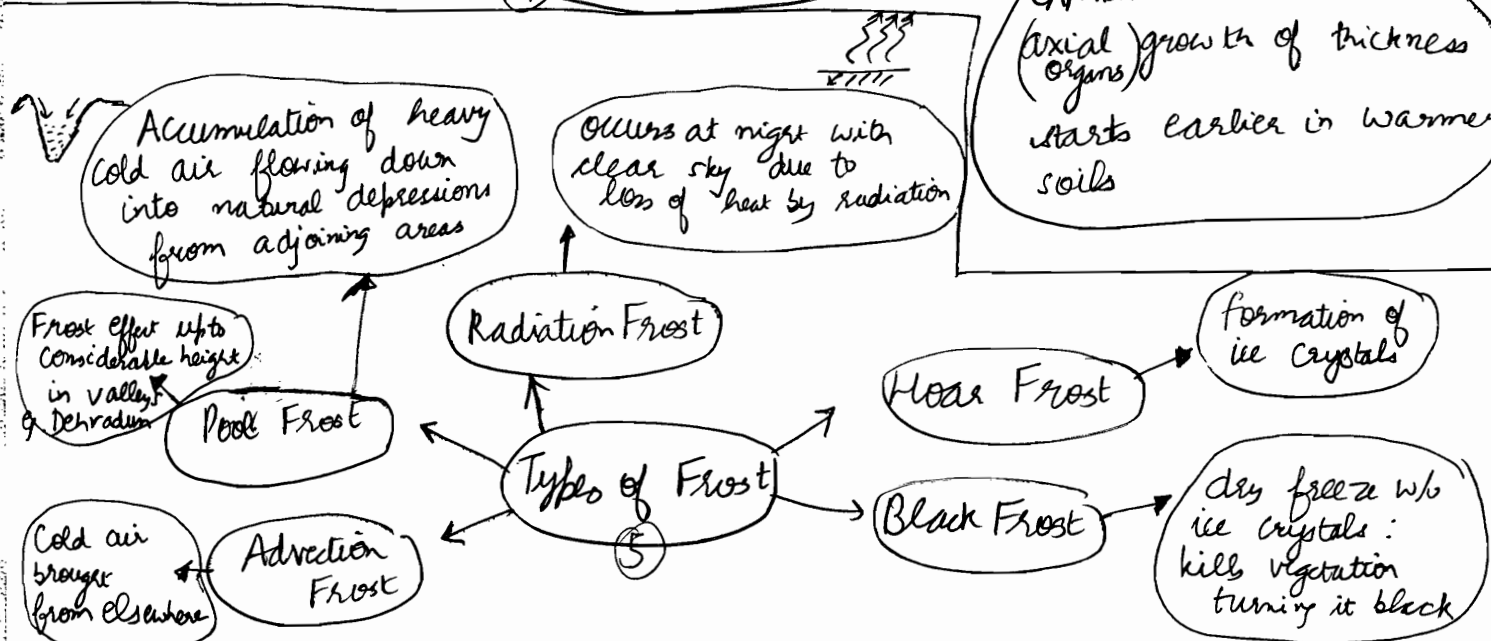 (axial organs) growth of thickness
starts earlier in warmer
soils
Accumulation of heavy
cold air flowing down
into natural depressions
from adjoining areas
Occurs at night with
clear sky due to
loss of heat by radiation
Radiation Frost
Frost effect upto
considerable height
in valleys
Dehradun
Pool Frost
Hoar Frost
formation of
ice crystals
Types of Frost
5
Black Frost
dry freeze w/o
ice crystals :
kills vegetation
turning it black
Advection
Frost
Cold air
brought
from elsewhere